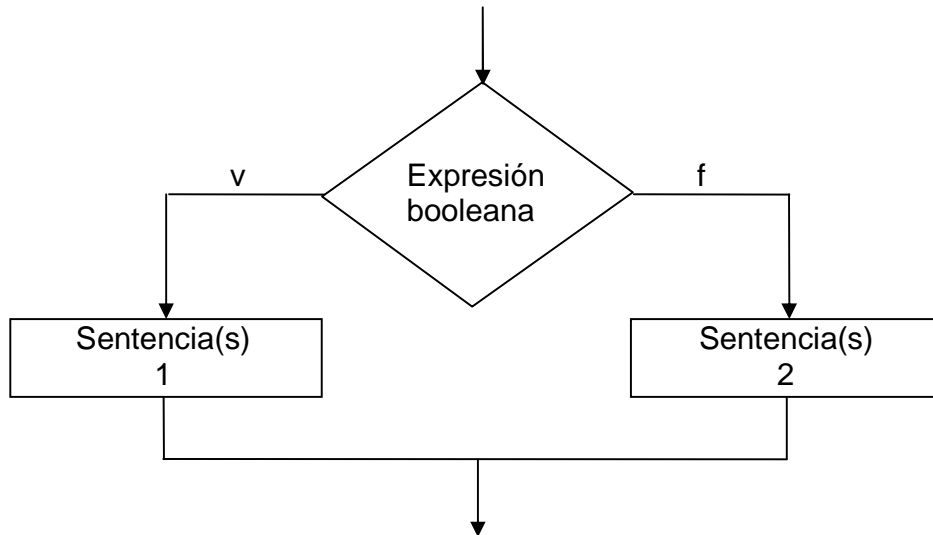 v
Expresión
booleana
f
Sentencia(s)
1
Sentencia(s)
2